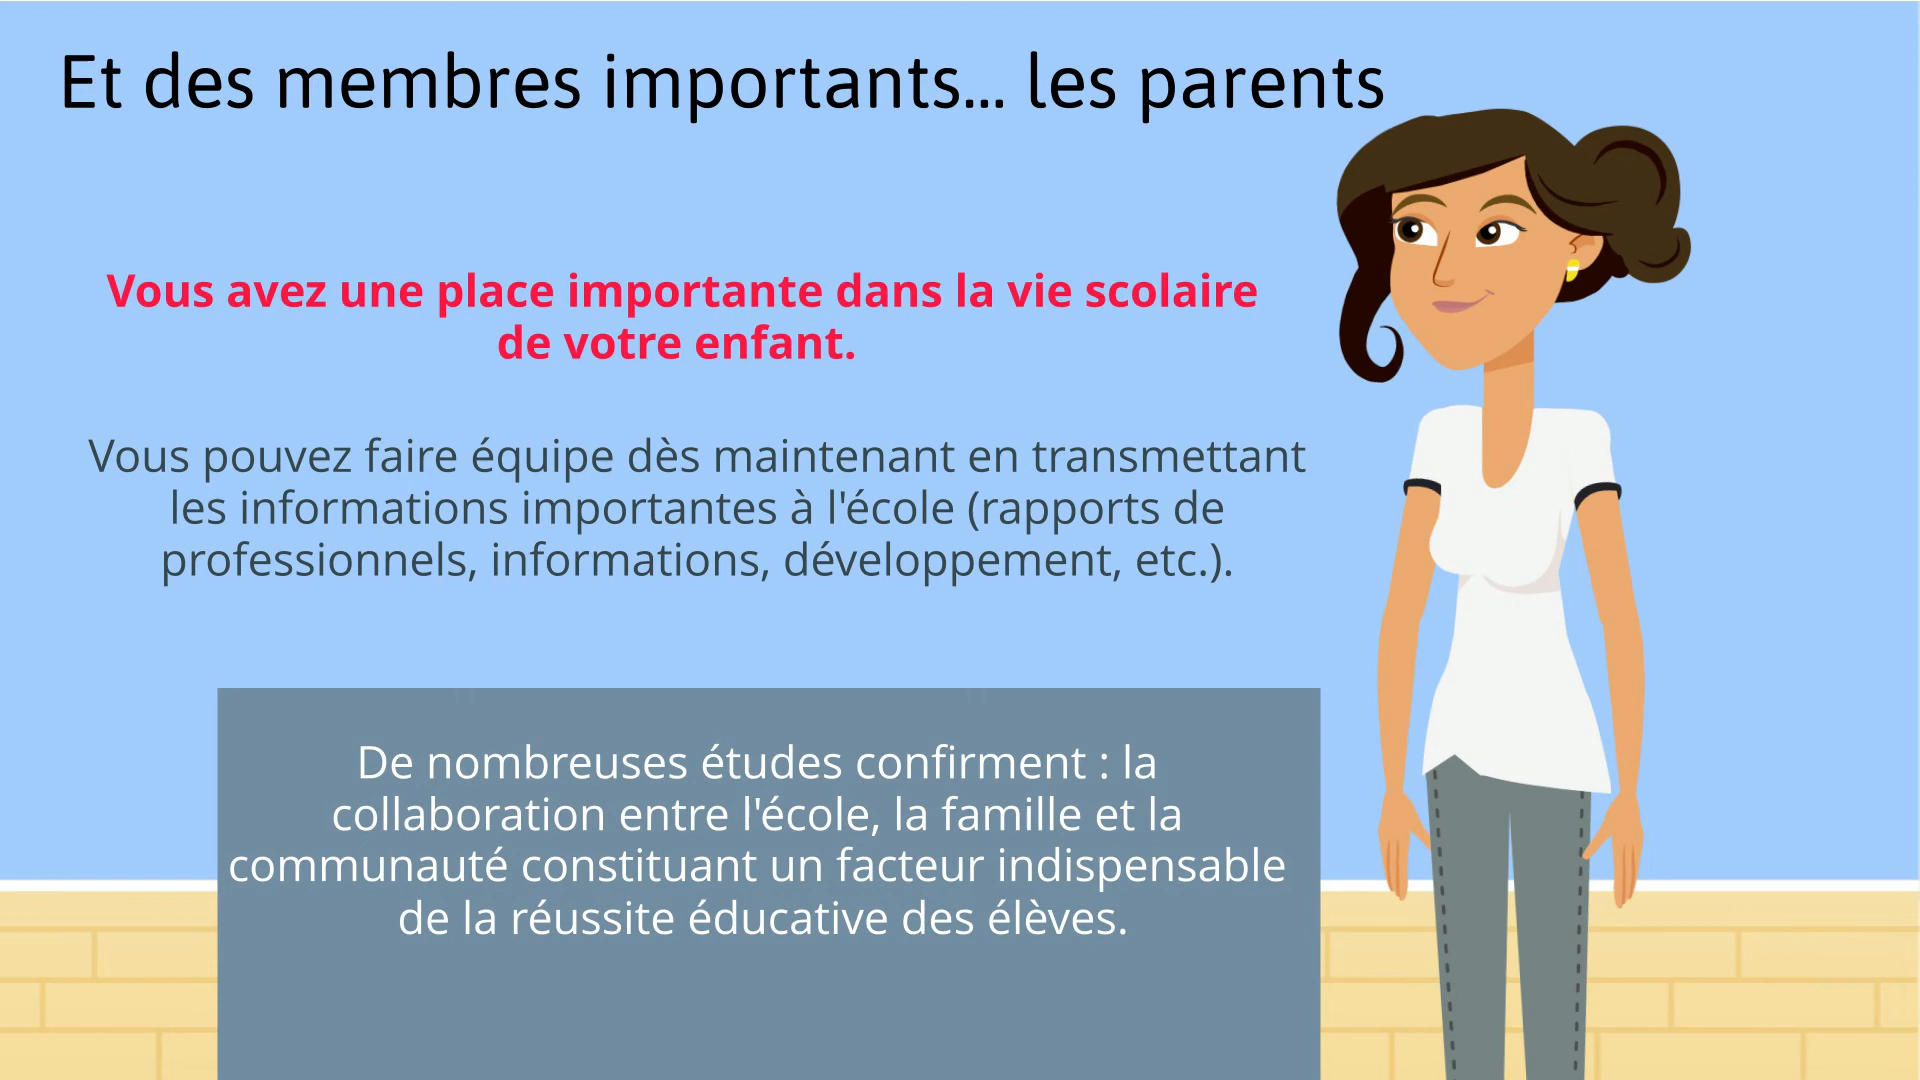 Et des membres importants... les parents
Vous avez une place importante dans la vie scolaire
de votre enfant.
Vous pouvez faire équipe dès maintenant en transmettant
les informations importantes à l'école (rapports de
professionnels, informations, développement, etc.).
De nombreuses études confirment : la
collaboration entre l'école, la famille et la
communauté constituant un facteur indispensable
de la réussite éducative des élèves.